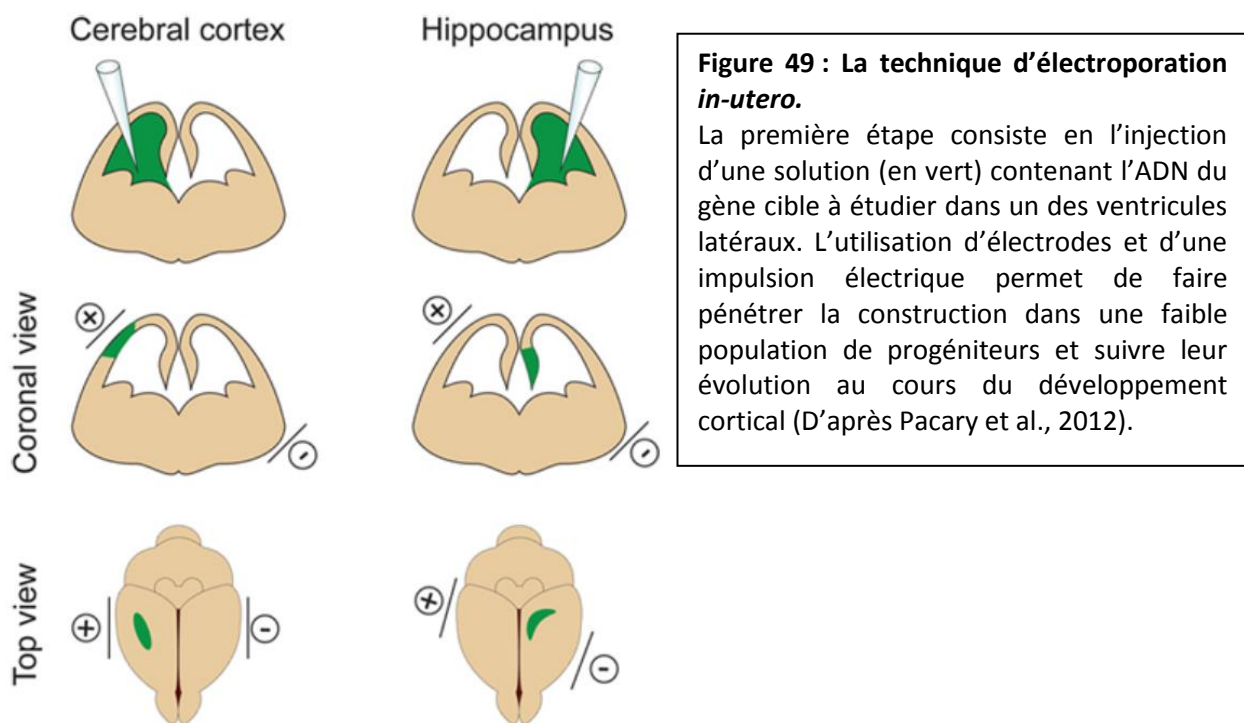 Cerebral cortex
Hippocampus
Coronal view
+
-
+
-
Top view
+
-
+
-
Figure 49 : La technique d’électroporation
in-utero.
La première étape consiste en l’injection
d’une solution (en vert) contenant l’ADN du
gène cible à étudier dans un des ventricules
latéraux. L’utilisation d’électrodes et d’une
impulsion électrique permet de faire
pénétrer la construction dans une faible
population de progéniteurs et suivre leur
évolution au cours du développement
cortical (D’après Pacary et al., 2012).